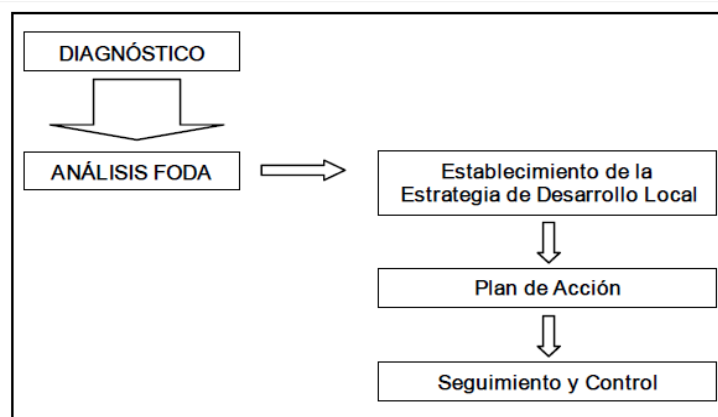 DIAGNÓSTICO
ANÁLISIS FODA
Establecimiento de la
Estrategia de Desarrollo Local
Plan de Acción
Seguimiento y Control